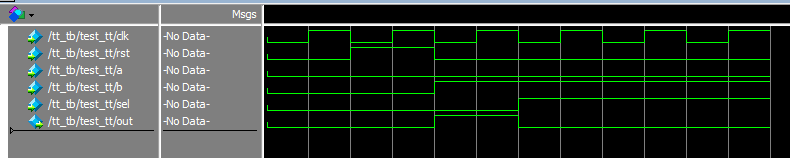 Msgs
/tt_tb/test_tt/clk -No Data-
/tt_tb/test_tt/rst -No Data-
/tt_tb/test_tt/a -No Data-
/tt_tb/test_tt/b -No Data-
/tt_tb/test_tt/sel -No Data-
/tt_tb/test_tt/out -No Data-